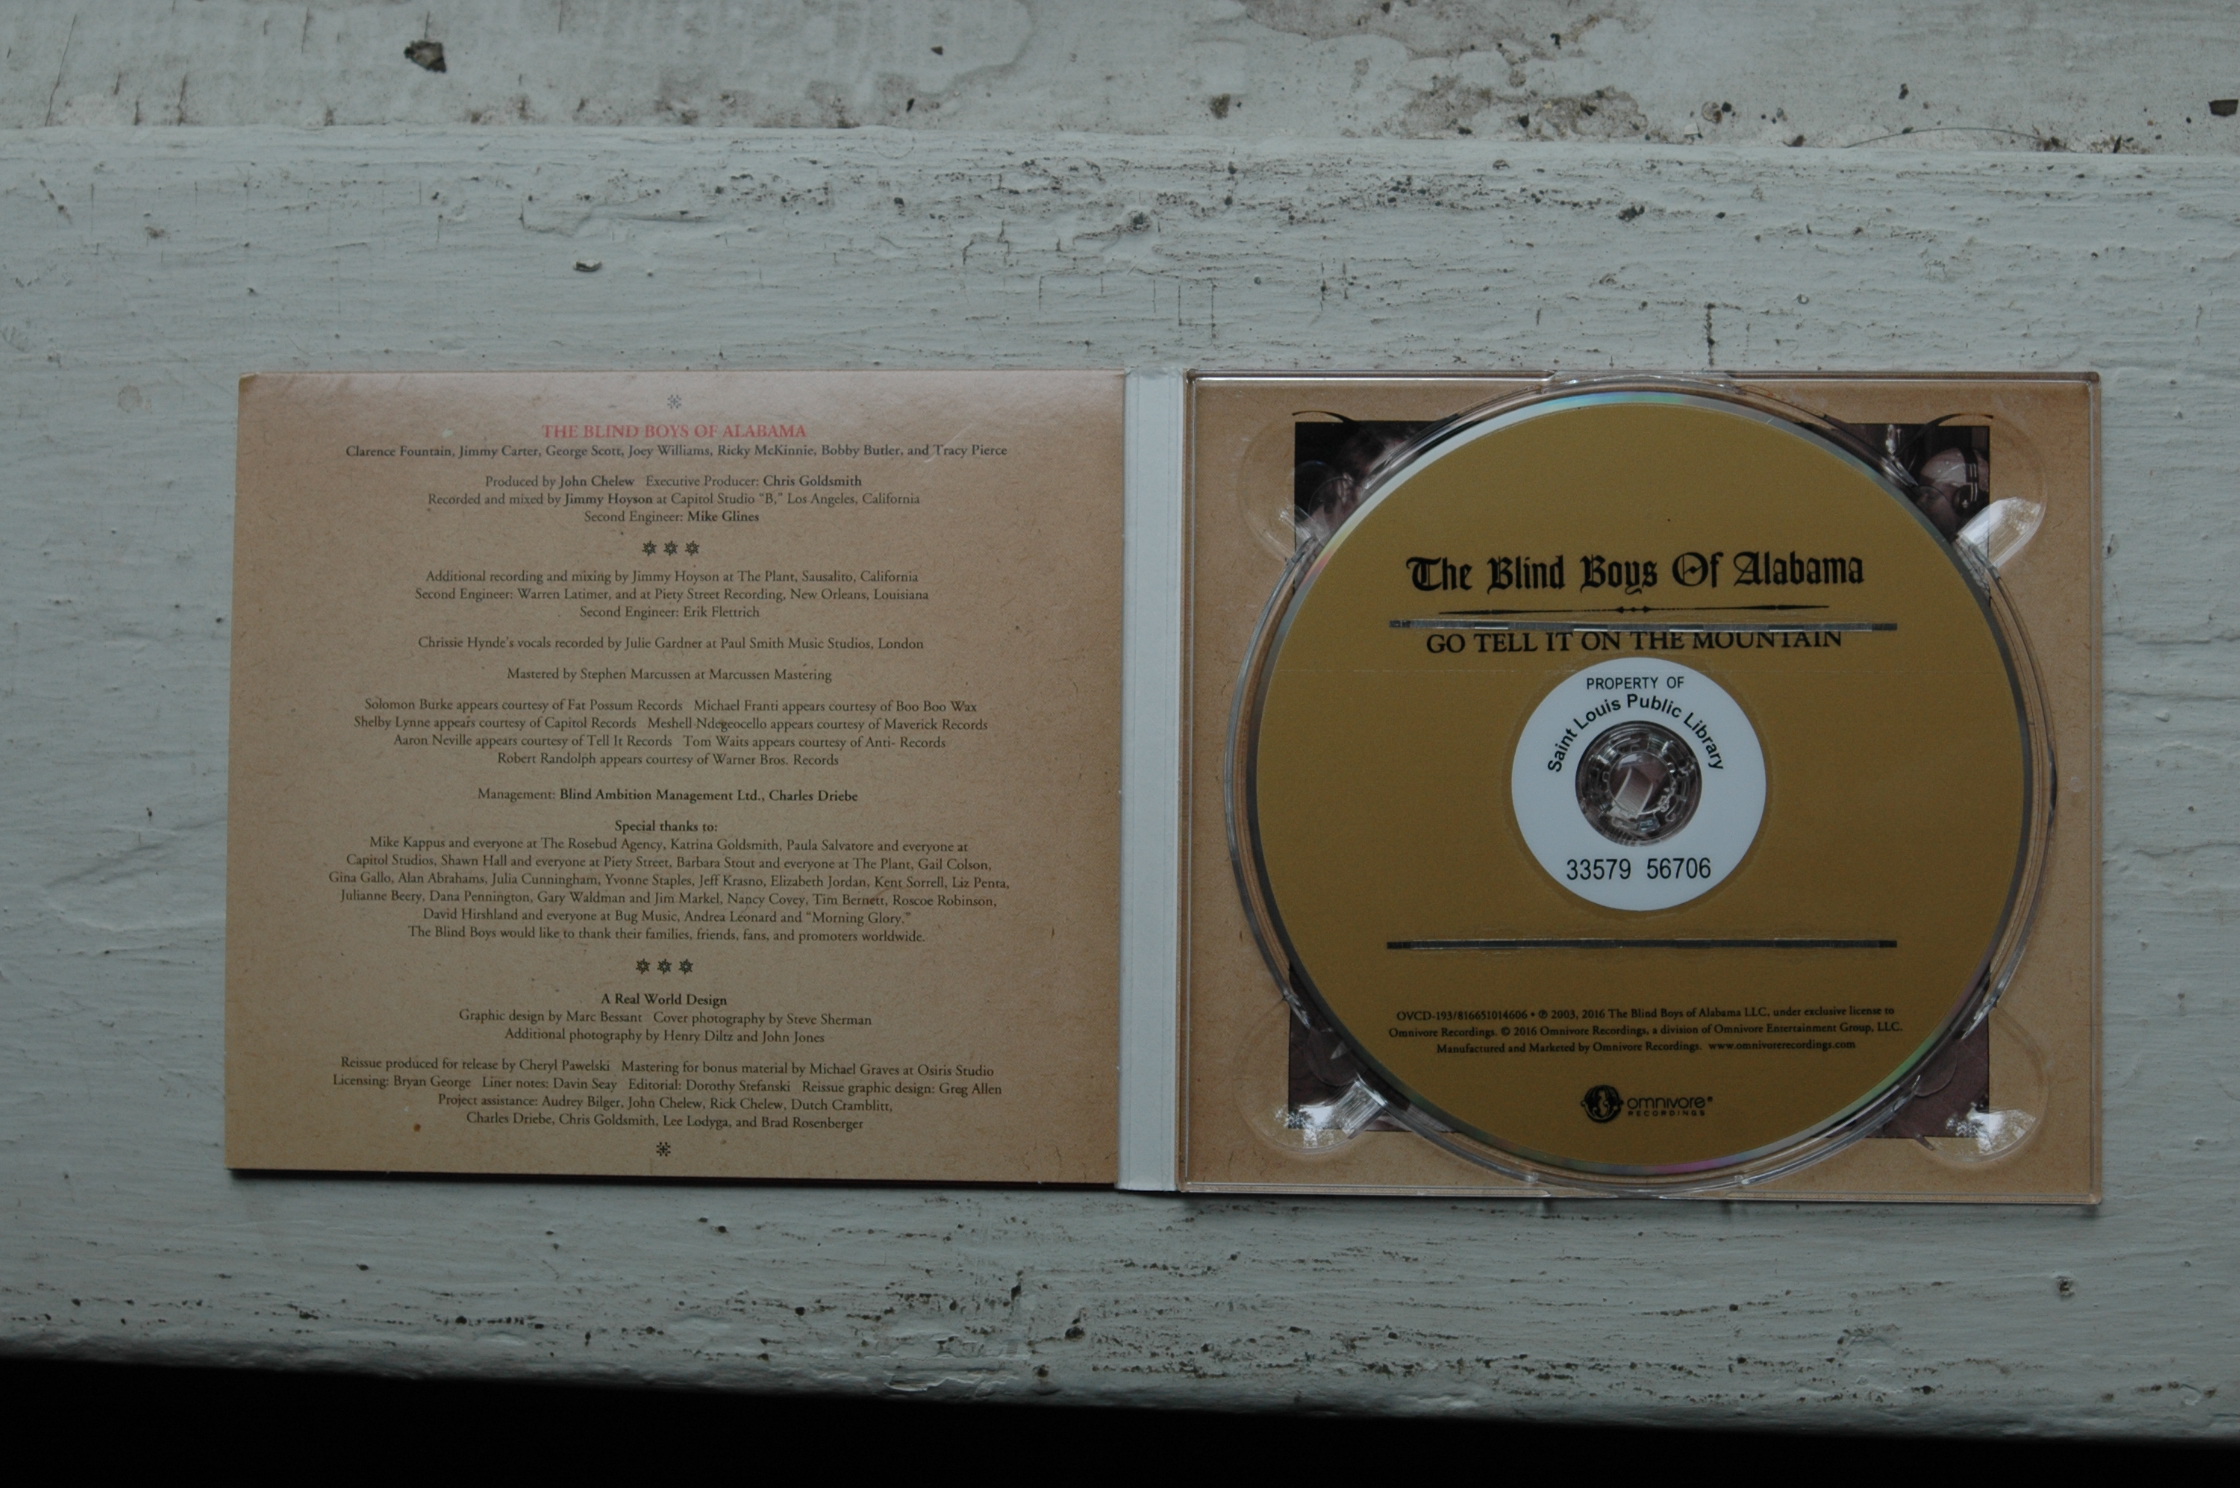 THE BLIND BOYS OF ALABAMA
Clarence Fountain, Jimmy Carter, George Scott, Joey Williams, Ricky McKinnie, Bobby Butler, and Tracy Pierce
Produced by John Chelew   Executive Producer: Chris Goldsmith
Recorded and mixed by Jimmy Hoyson at Capitol Studio "B," Los Angeles, California
Second Engineer: Mike Glines
Additional recording and mixing by Jimmy Hoyson at The Plant, Sausalito, California
Second Engineer: Warren Latimer, and at Piety Street Recording, New Orleans, Louisiana
Second Engineer: Erik Flettrich
Chrissie Hynde's vocals recorded by Julie Gardner at Paul Smith Music Studios, London
Mastered by Stephen Marcussen at Marcussen Mastering
Solomon Burke appears courtesy of Fat Possum Records   Michael Franti appears courtesy of Boo Boo Wax
Shelby Lynne appears courtesy of Capitol Records   Meshell Ndegeocello appears courtesy of Maverick Records
Aaron Neville appears courtesy of Tell It Records   Tom Waits appears courtesy of Anti- Records
Robert Randolph appears courtesy of Warner Bros. Records
Management: Blind Ambition Management Ltd., Charles Driebe
Special thanks to:
Mike Kappus and everyone at The Rosebud Agency, Katrina Goldsmith, Paula Salvatore and everyone at
Capitol Studios, Shawn Hall and everyone at Piety Street, Barbara Stout and everyone at The Plant, Gail Colson,
Gina Gallo, Alan Abrahams, Julia Cunningham, Yvonne Staples, Jeff Krasno, Elizabeth Jordan, Kent Sorrell, Liz Penta,
Julianne Beery, Dana Pennington, Gary Waldman and Jim Markel, Nancy Covey, Tim Bernett, Roscoe Robinson,
David Hirshland and everyone at Bug Music, Andrea Leonard and "Morning Glory."
The Blind Boys would like to thank their families, friends, fans, and promoters worldwide.
A Real World Design
Graphic design by Marc Bessant   Cover photography by Steve Sherman
Additional photography by Henry Diltz and John Jones
Reissue produced for release by Cheryl Pawelski   Mastering for bonus material by Michael Graves at Osiris Studio
Licensing: Bryan George   Liner notes: Davin Seay   Editorial: Dorothy Stefanski   Reissue graphic design: Greg Allen
Project assistance: Audrey Bilger, John Chelew, Rick Chelew, Dutch Cramblitt,
Charles Driebe, Chris Goldsmith, Lee Lodyga, and Brad Rosenberger
The Blind Boys Of Alabama
GO TELL IT ON THE MOUNTAIN
PROPERTY OF
Saint Louis Public Library
33579 56706
OVCD-193/816651014606 • ℗ 2003, 2016 The Blind Boys of Alabama LLC, under exclusive license to
Omnivore Recordings. © 2016 Omnivore Recordings, a division of Omnivore Entertainment Group, LLC.
Manufactured and Marketed by Omnivore Recordings.  www.omnivorerecordings.com
omnivore
RECORDINGS